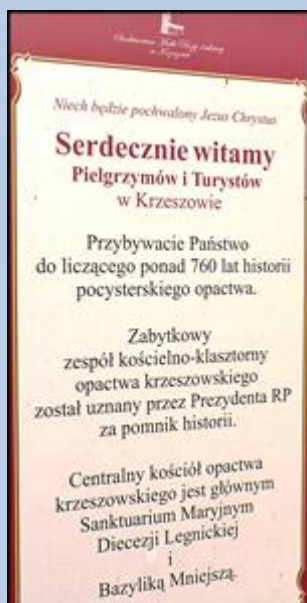 Niech będzie pochwalony Jezus Chrystus
Serdecznie witamy
Pielgrzymów i Turystów
w Krzeszowie
Przybywacie Państwo
do liczącego ponad 760 lat historii
pocysterskiego opactwa.
Zabytkowy
zespół kościelno-klasztorny
opactwa krzeszowskiego
został uznany przez Prezydenta RP
za pomnik historii.
Centralny kościół opactwa
krzeszowskiego jest głównym
Sanktuarium Maryjnym
Diecezji Legnickiej
i
Bazyliką Mniejszą.